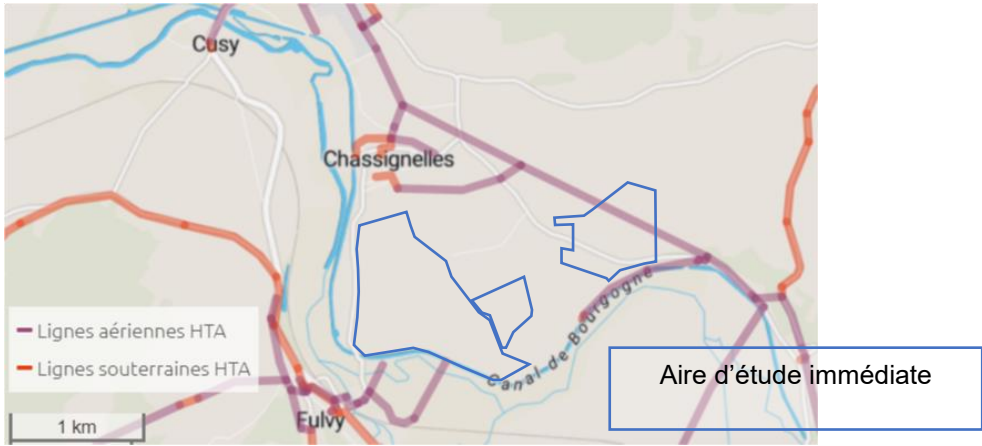 Cusy
Chassignelles
Canal de Bourgogne
Lignes aériennes HTA
Lignes souterraines HTA
Aire d'étude immédiate
Fulvy
1 km